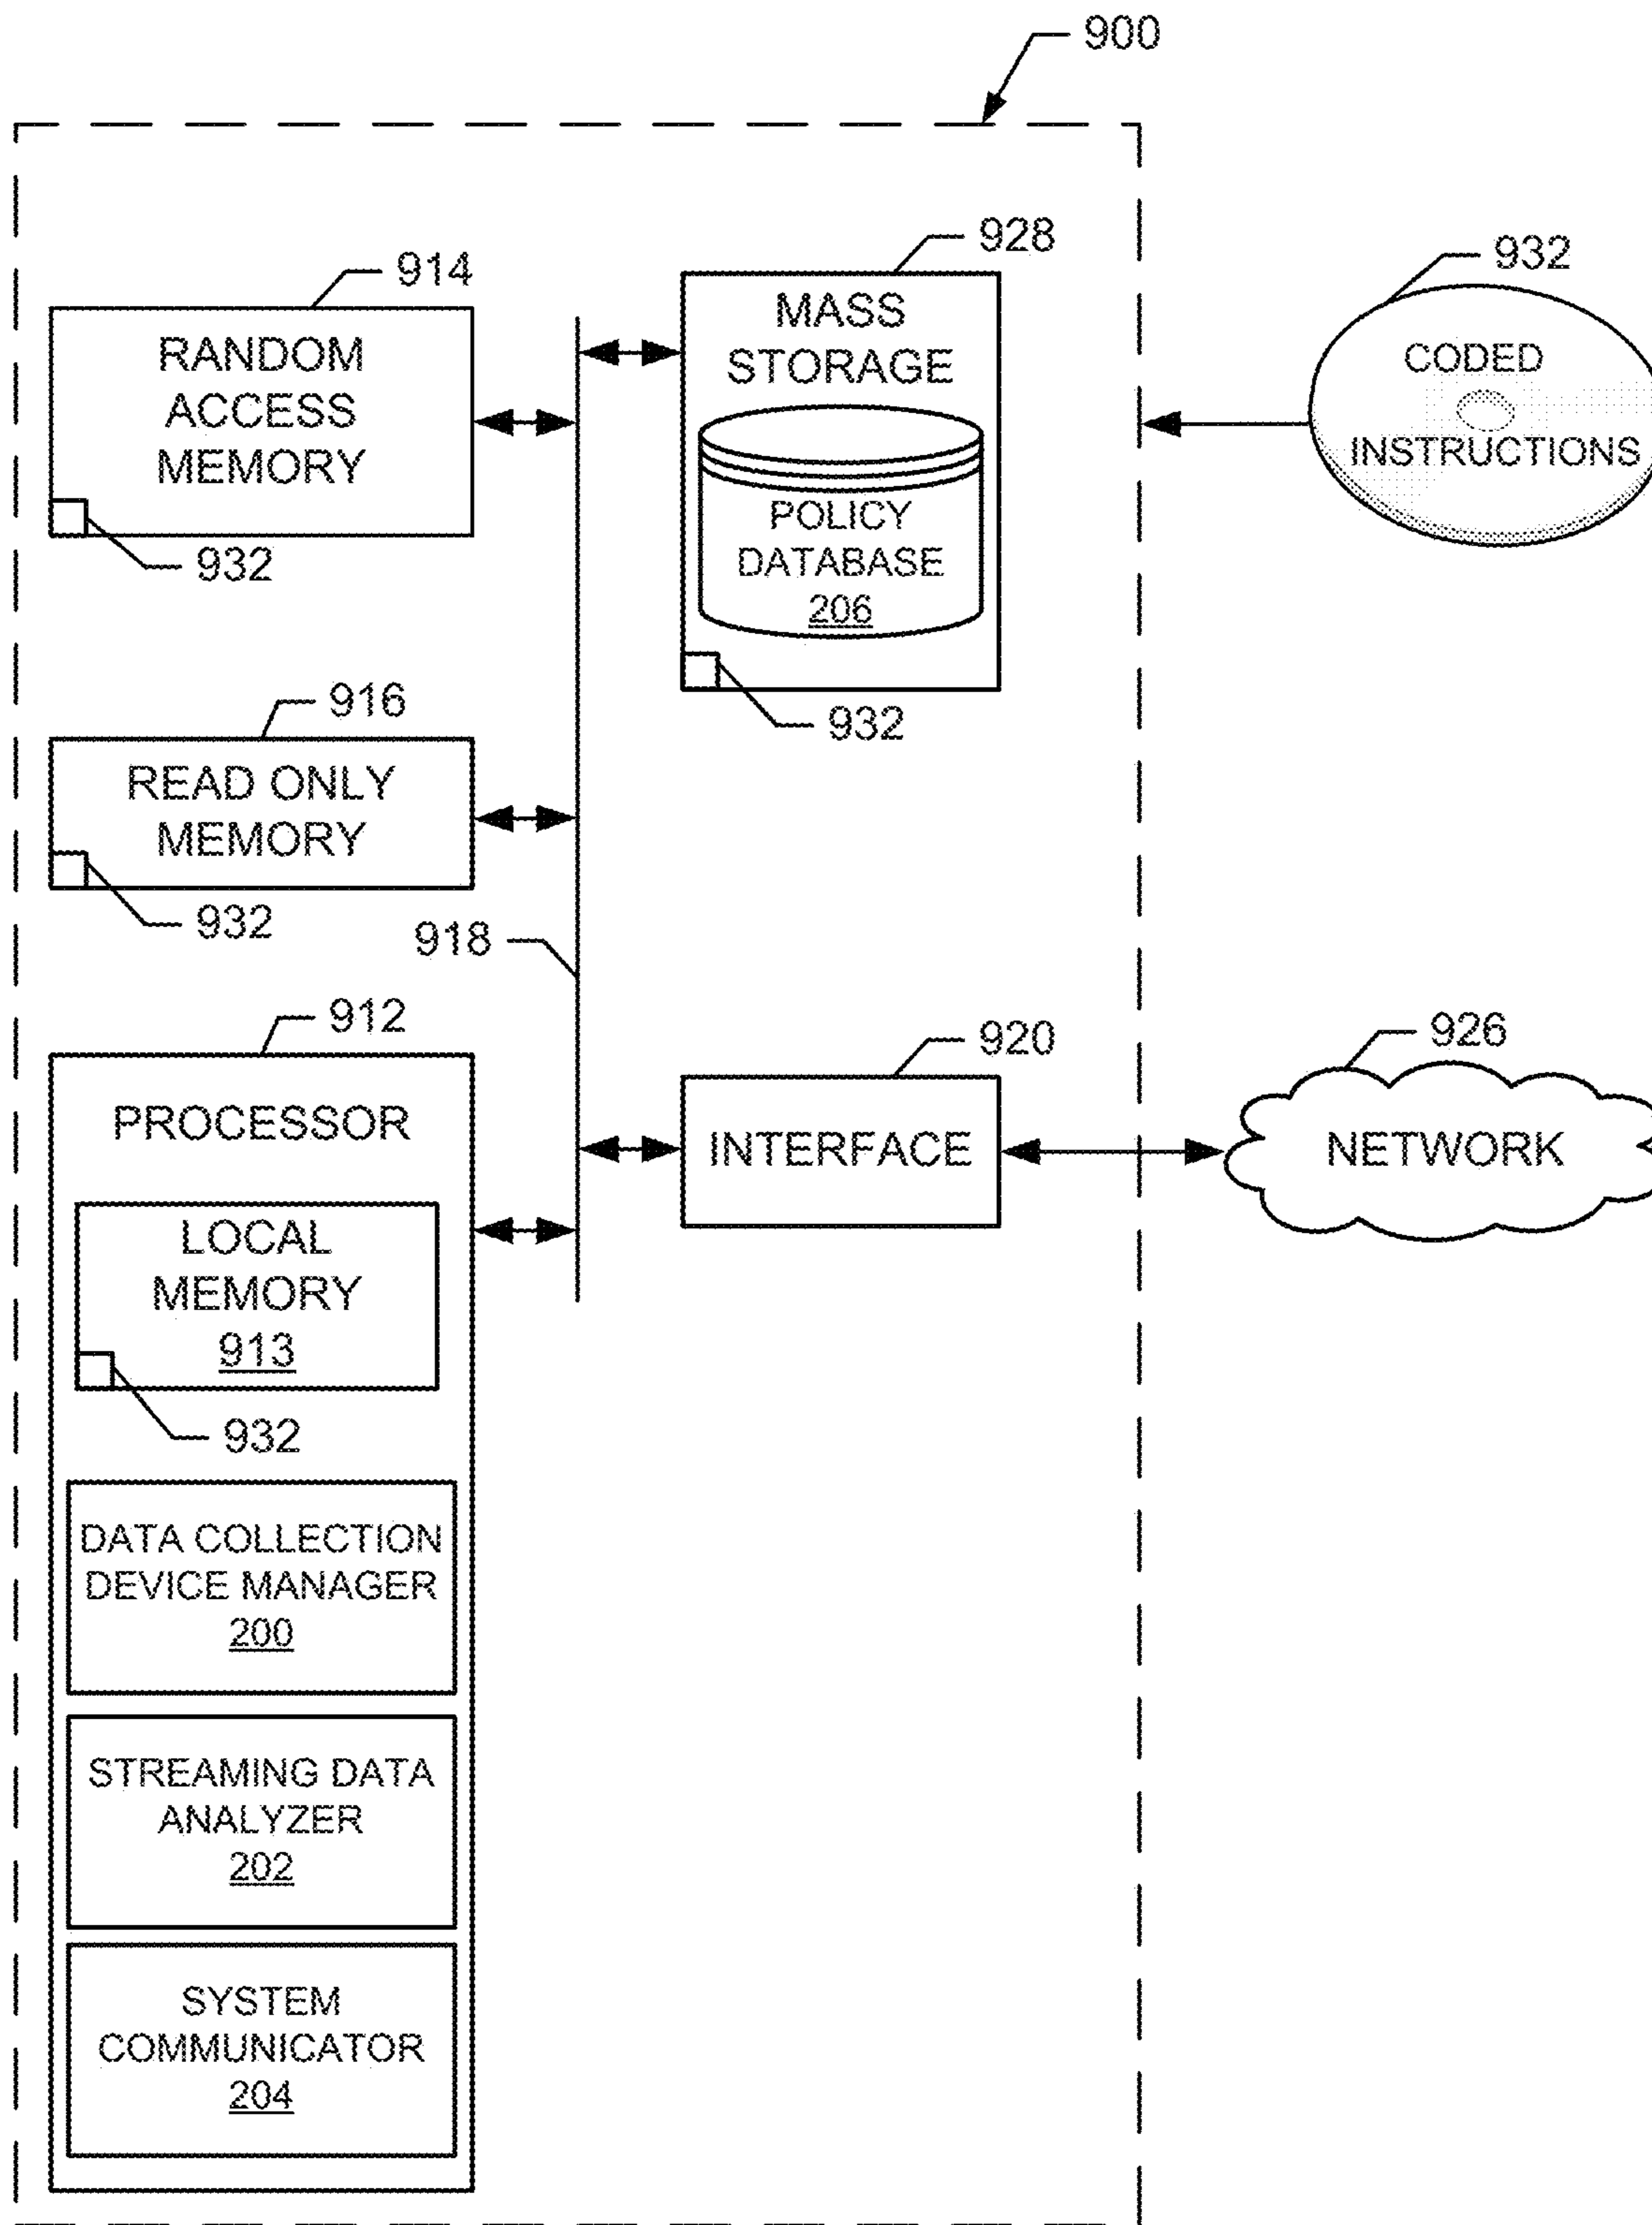 900
928
914
932
RANDOM
ACCESS
MEMORY
932
MASS
STORAGE
POLICY
DATABASE
206
932
CODED
INSTRUCTIONS
916
READ ONLY
MEMORY
932
918
912
920
926
PROCESSOR
LOCAL
MEMORY
913
932
INTERFACE
NETWORK
DATA COLLECTION
DEVICE MANAGER
200
STREAMING DATA
ANALYZER
202
SYSTEM
COMMUNICATOR
204